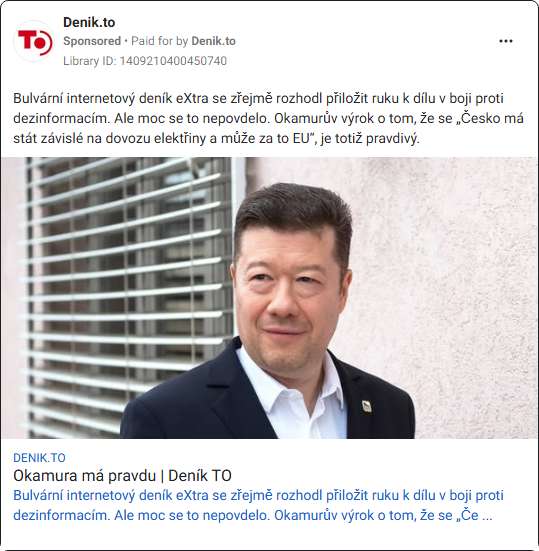 Denik.to
Sponsored • Paid for by Denik.to
Library ID: 1409210400450740
TO
Bulvární internetový deník eXtra se zřejmě rozhodl přiložit ruku k dílu v boji proti
dezinformacím. Ale moc se to nepovdelo. Okamurův výrok o tom, že se „Česko má
stát závislé na dovozu elektřiny a může za to EU“, je totiž pravdivý.
DENIK.TO
Okamura má pravdu | Deník TO
Bulvární internetový deník eXtra se zřejmě rozhodl přiložit ruku k dílu v boji proti
dezinformacím. Ale moc se to nepovdelo. Okamurův výrok o tom, že se „Če ...